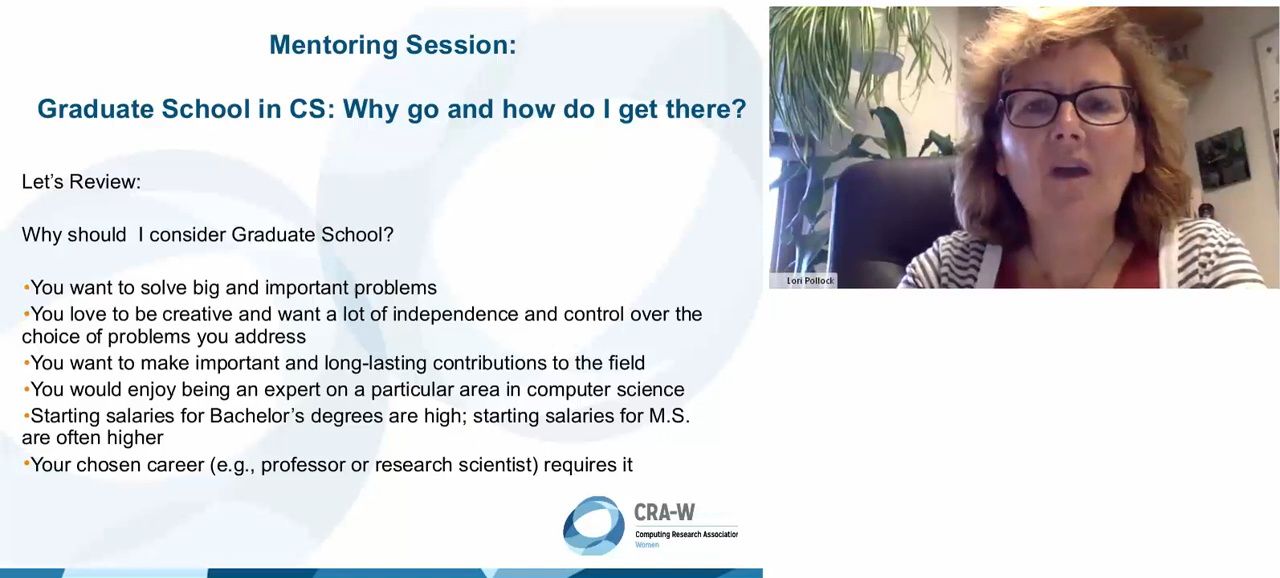 Mentoring Session:
Graduate School in CS: Why go and how do I get there?
Let's Review:
Why should  I consider Graduate School?
•You want to solve big and important problems
•You love to be creative and want a lot of independence and control over the
choice of problems you address
•You want to make important and long-lasting contributions to the field
•You would enjoy being an expert on a particular area in computer science
•Starting salaries for Bachelor's degrees are high; starting salaries for M.S.
are often higher
•Your chosen career (e.g., professor or research scientist) requires it
CRA-W
Computing Research Association
Women
Lori Pollock